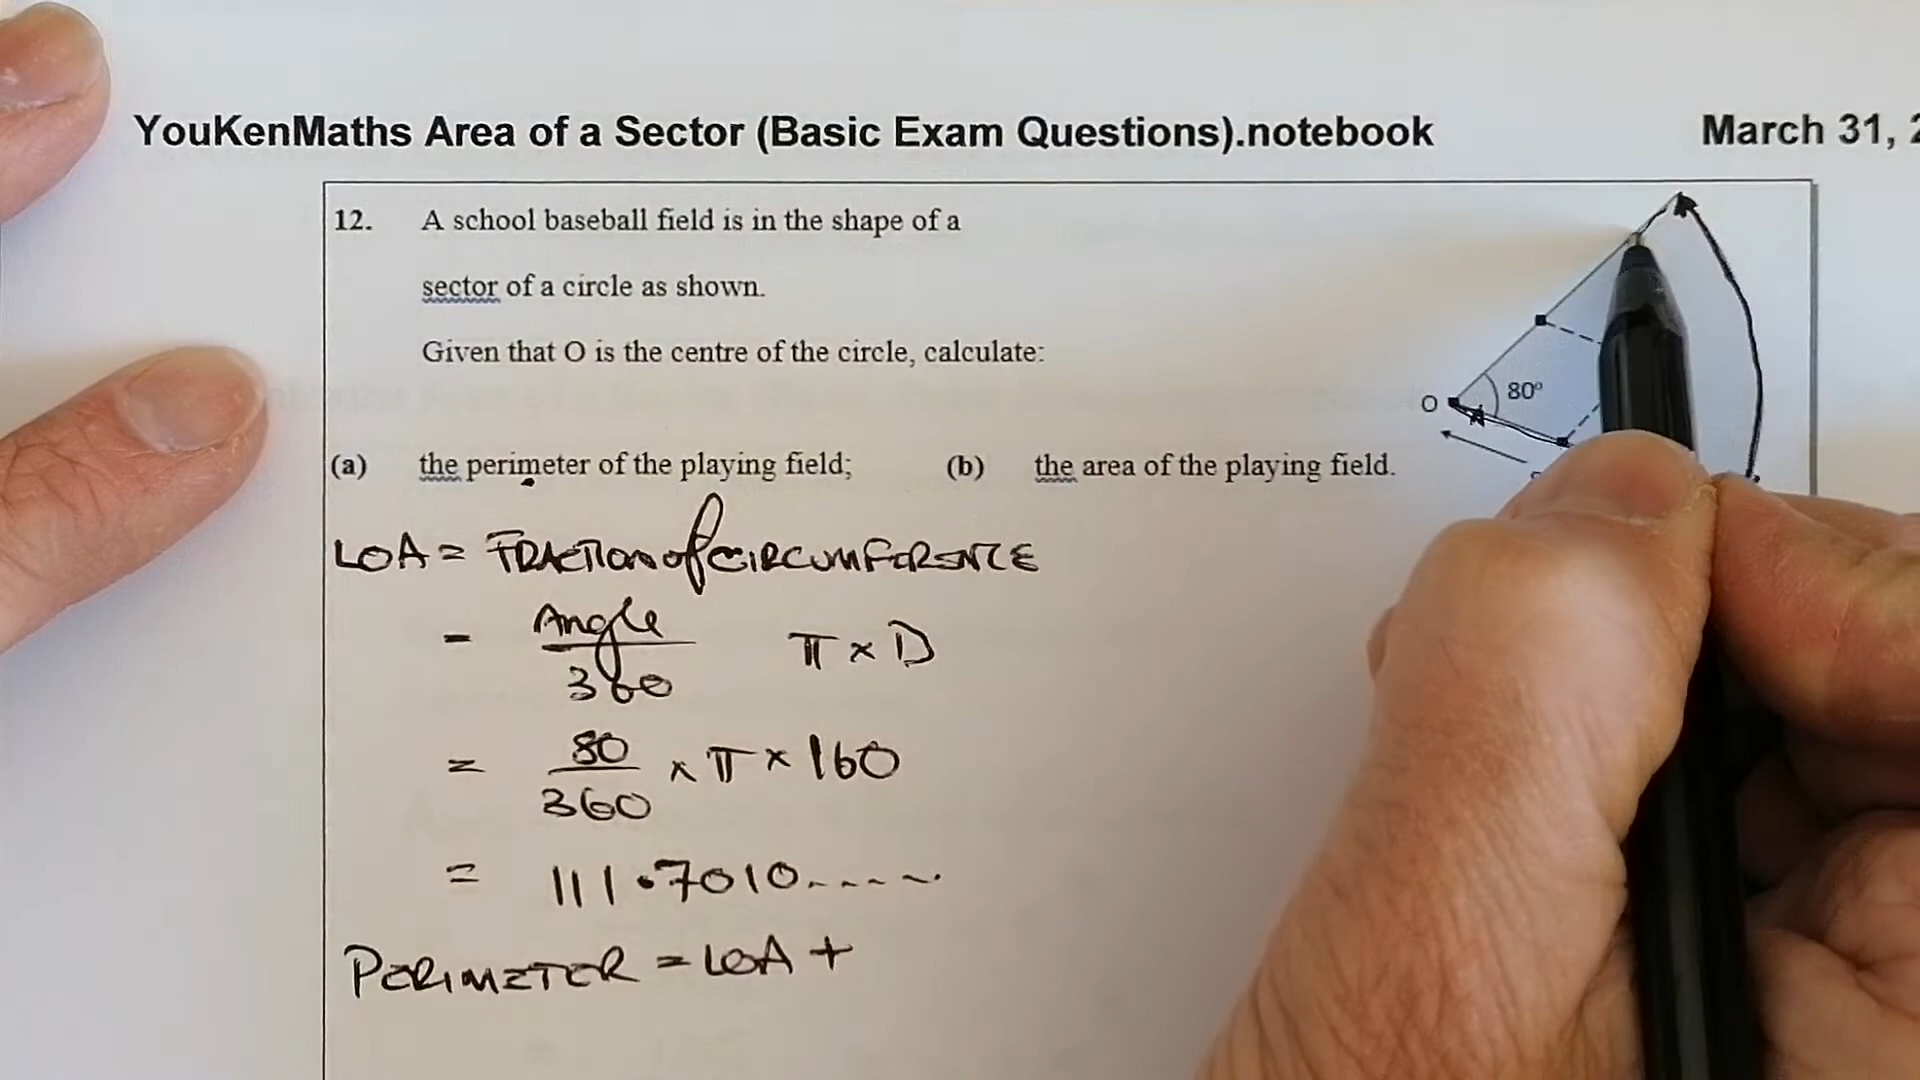 YouKenMaths Area of a Sector (Basic Exam Questions).notebook March 31,
12. A school baseball field is in the shape of a
sector of a circle as shown.
Given that O is the centre of the circle, calculate:
80°
O
(a) the perimeter of the playing field; (b) the area of the playing field.
LOA = FRACTION of CIRCUMFERENCE
= Angle/360 π × D
= 80/360 × π × 160
= 111.7010.....
PERIMETER = LOA +